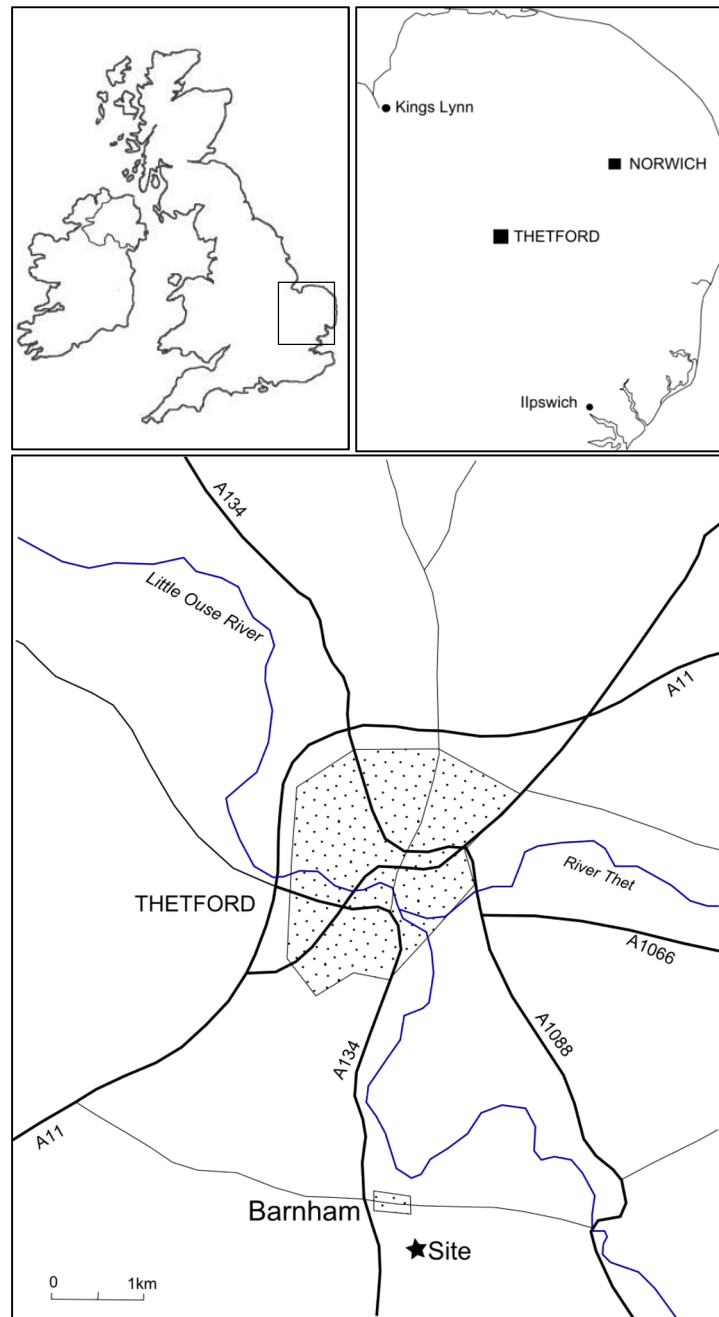 Kings Lynn
NORWICH
THETFORD
Ilpswich
A134
Little Ouse River
A11
THETFORD
River Thet
A1066
A1088
A134
A11
Barnham
Site
0 1km